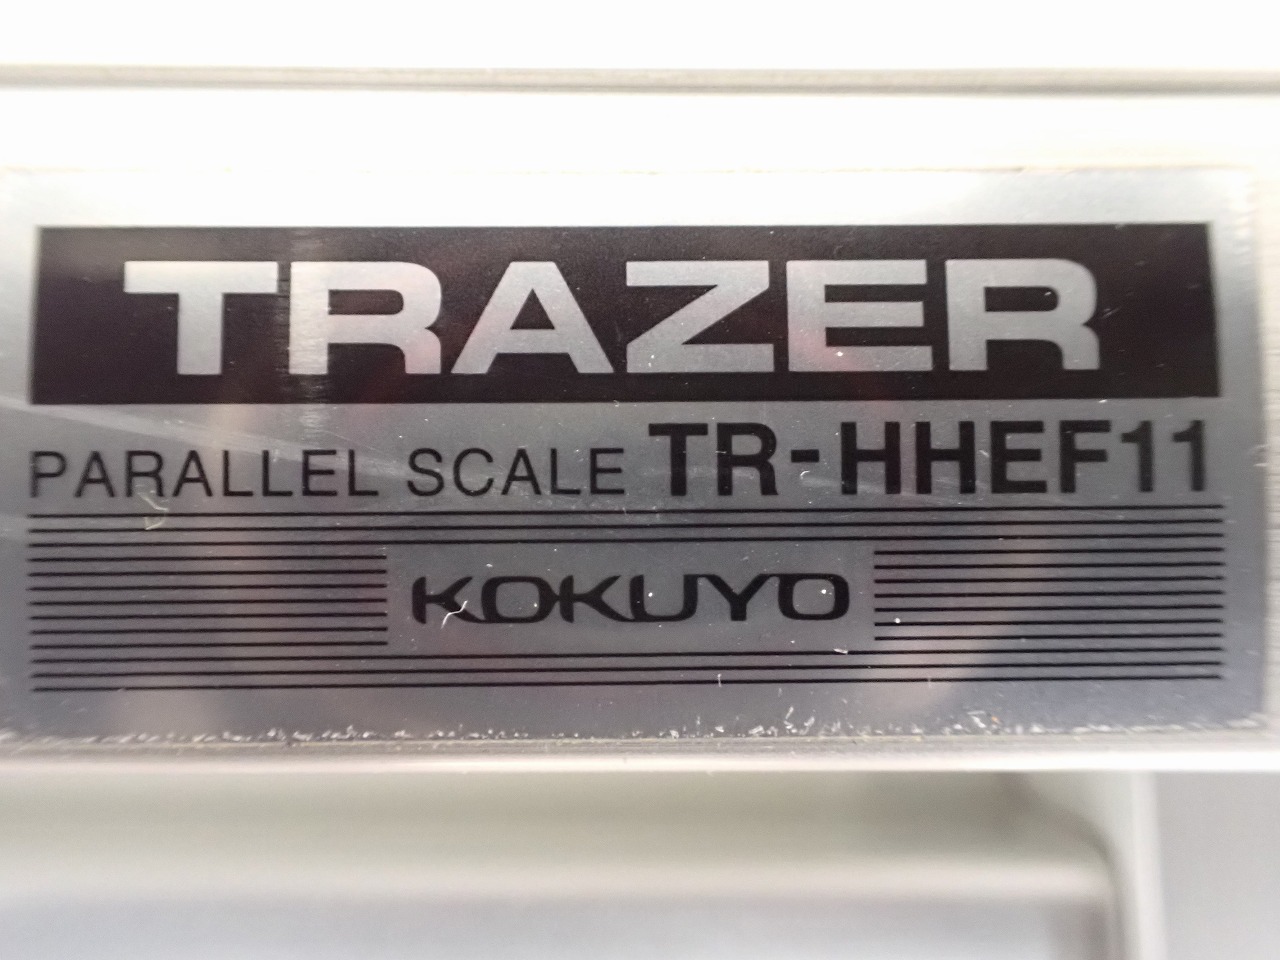 TRAZER
PARALLEL SCALE TR-HHEF11
KOKUYO